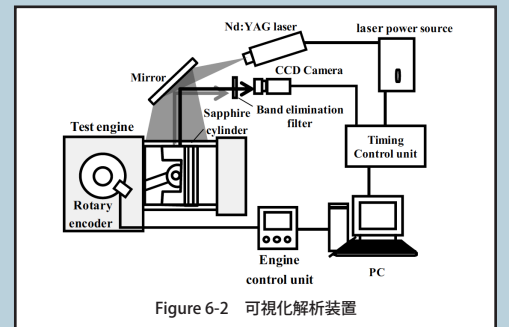 Nd:YAG laser
laser power source
CCD Camera
Mirror
Sapphire
cylinder
Band elimination
filter
Test engine
Timing
Control unit
Rotary
encoder
Engine
control unit
PC
Figure 6-2 可視化解析装置